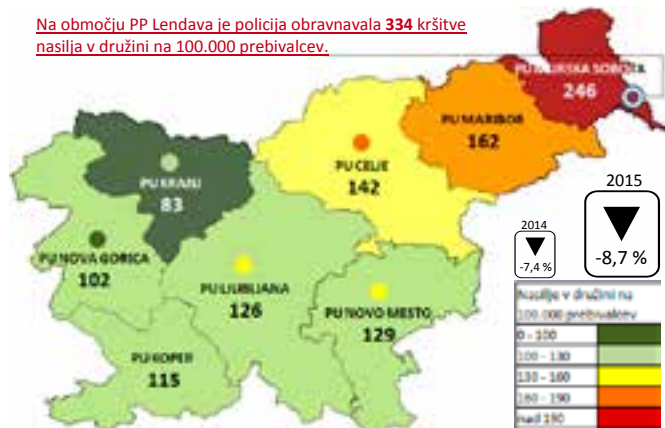 Na območju PP Lendava je policija obravnavala 334 kršitve
nasilja v družini na 100.000 prebivalcev.
PU MURSKA SOBOTA
246
PU MARIBOR
162
PU CELJE
142
PU KRANJ
83
PU NOVA GORICA
102
PU LJUBLJANA
126
PU NOVO MESTO
129
PU KOPER
115
2014
-7,4 %
2015
-8,7 %
Nasilje v družini na
100.000 prebivalcev
0 - 100
100 - 130
130 - 160
160 - 190
nad 190